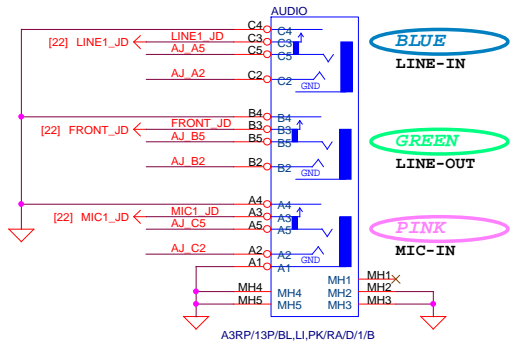 AUDIO
C4 C4
[22] LINE1_JD LINE1_JD C3 C3 BLUE
AJ_A5 C5 C5
LINE-IN
AJ_A2 C2 C2 GND
B4 B4
[22] FRONT_JD FRONT_JD B3 B3 GREEN
AJ_B5 B5 B5
LINE-OUT
AJ_B2 B2 B2 GND
A4 A4
[22] MIC1_JD MIC1_JD A3 A3 PINK
AJ_C5 A5 A5
MIC-IN
AJ_C2 A2 A2 GND
A1 A1
MH1 MH1
MH4 MH4 MH2 MH2
MH5 MH5 MH3 MH3
A3RP/13P/BL,LI,PK/RA/D/1/B